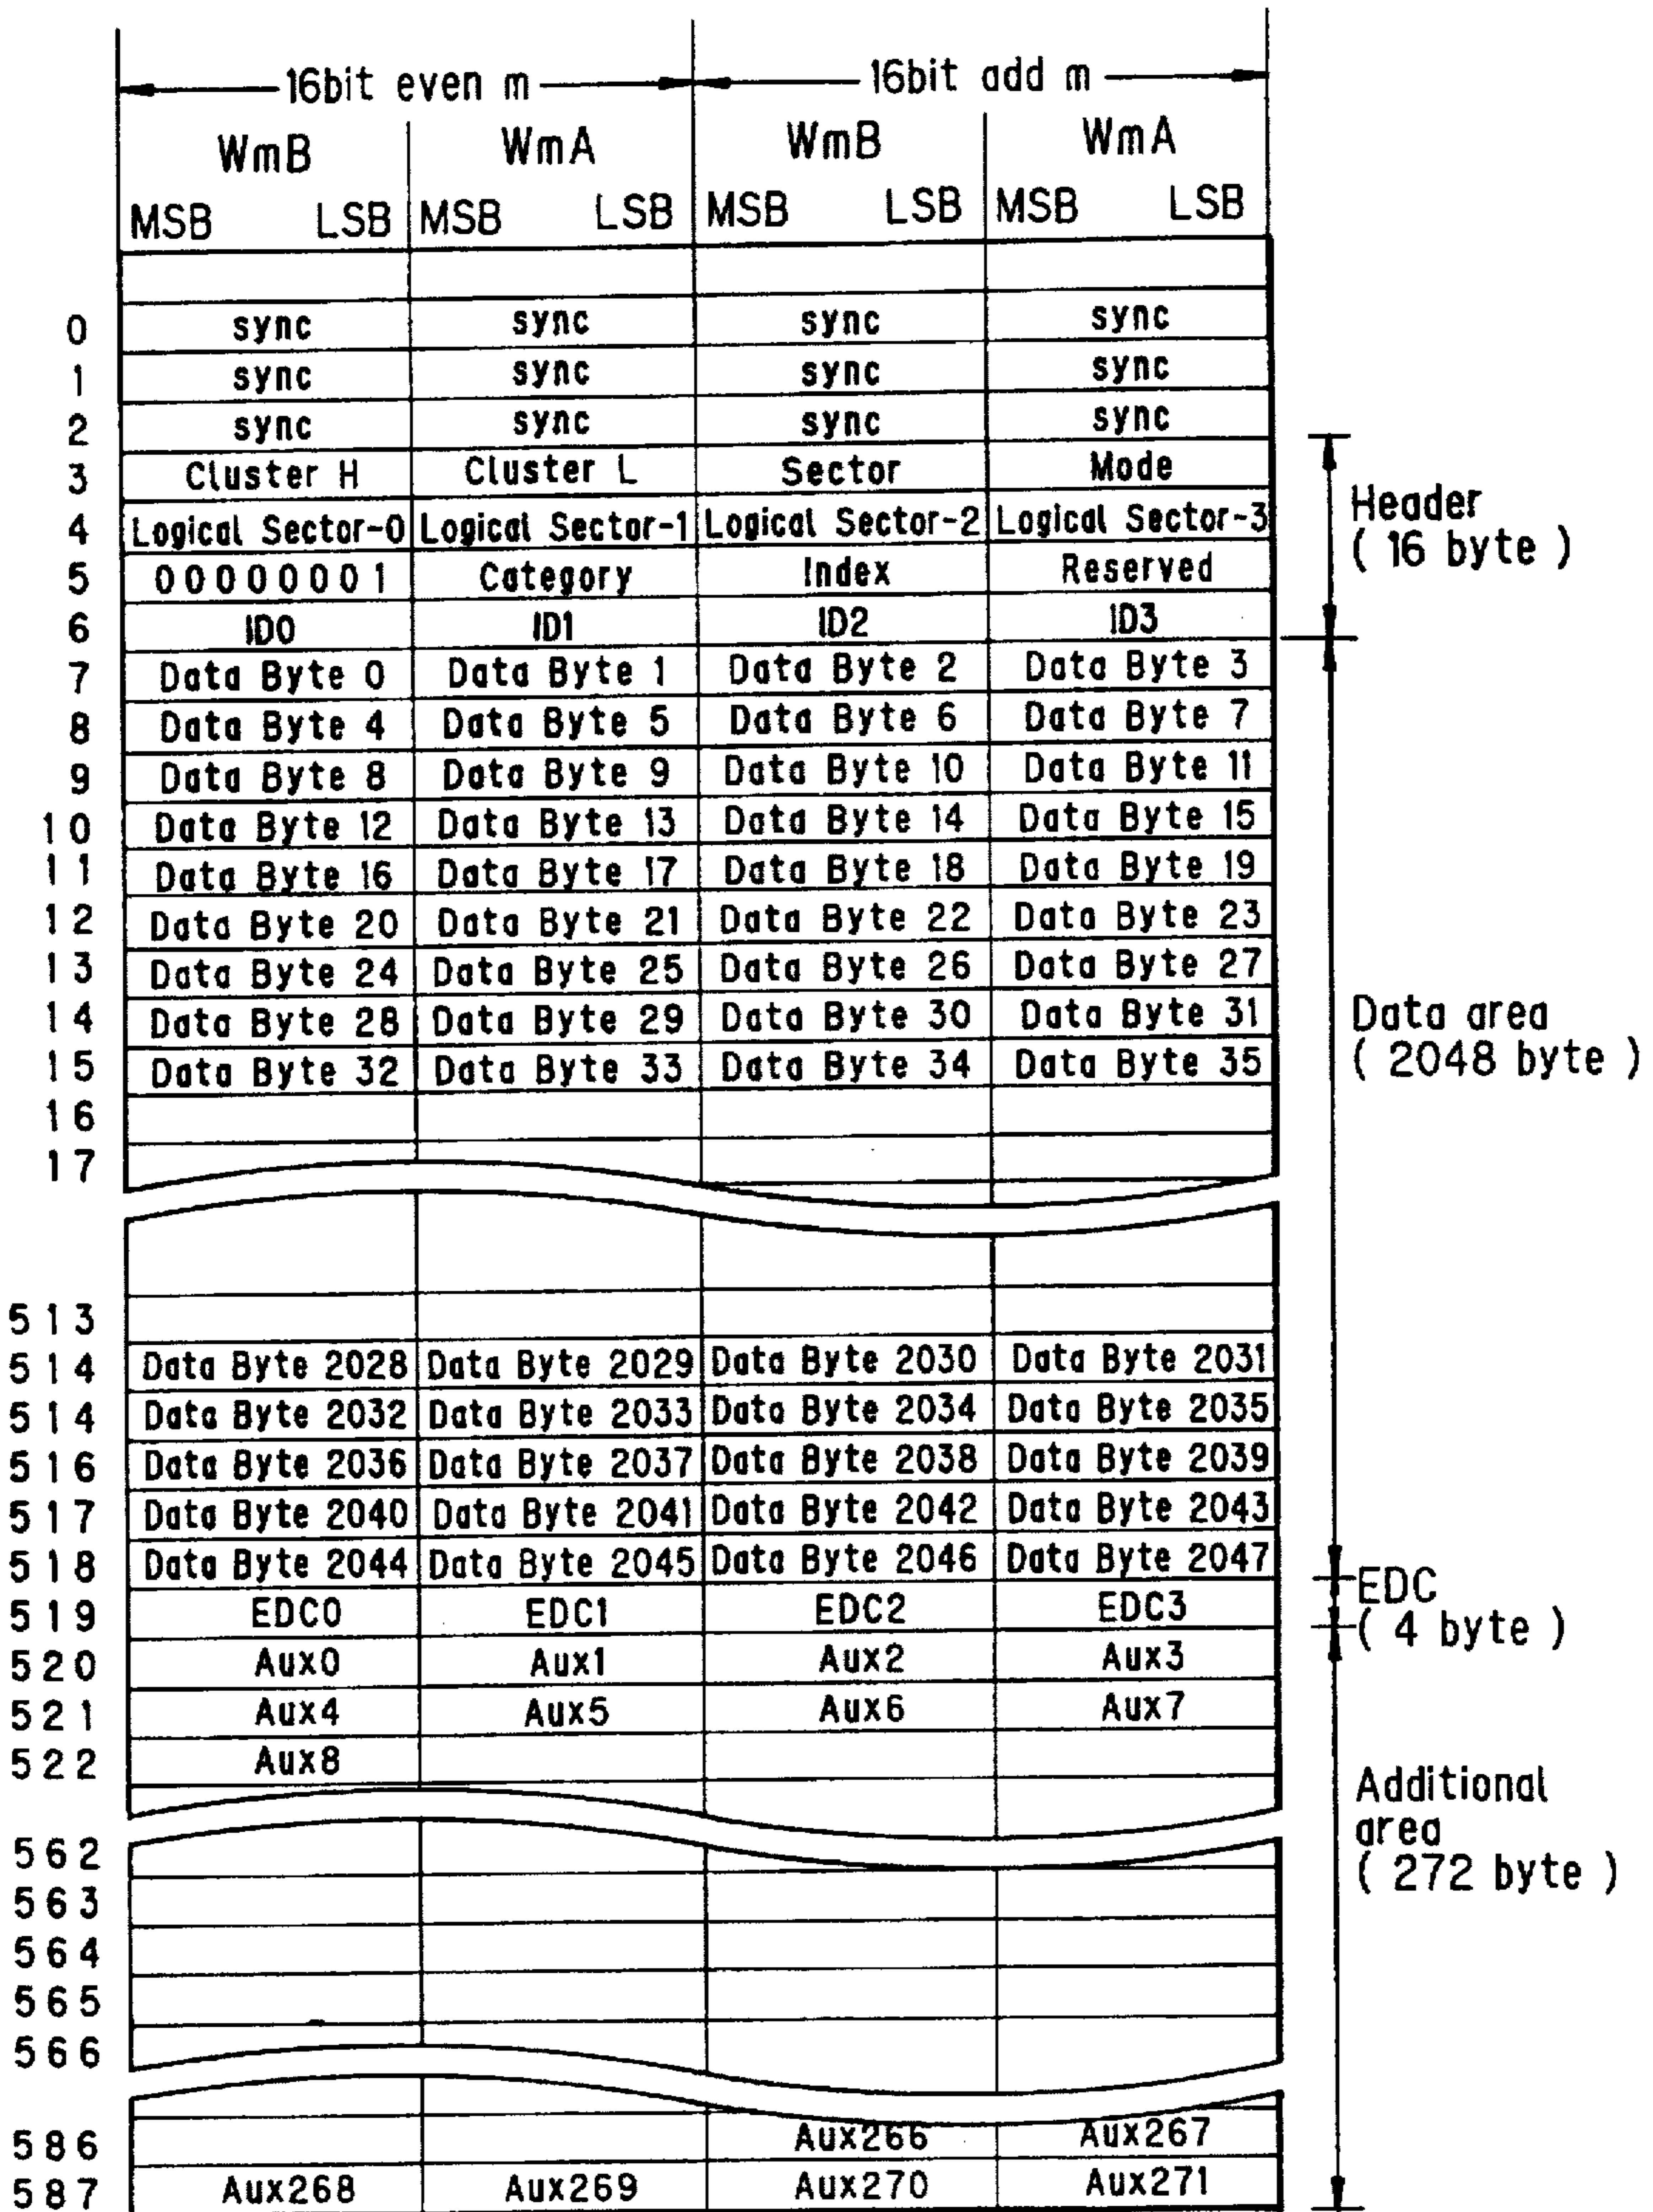 16bit even m 16bit add m
WmB WmA WmB WmA
MSB LSB MSB LSB MSB LSB MSB LSB
0 sync sync sync sync
1 sync sync sync sync
2 sync sync sync sync
3 Cluster H Cluster L Sector Mode
4 Logical Sector-0 Logical Sector-1 Logical Sector-2 Logical Sector-3
Header
( 16 byte )
5 00000001 Category Index Reserved
6 ID0 ID1 ID2 ID3
7 Data Byte 0 Data Byte 1 Data Byte 2 Data Byte 3
8 Data Byte 4 Data Byte 5 Data Byte 6 Data Byte 7
9 Data Byte 8 Data Byte 9 Data Byte 10 Data Byte 11
10 Data Byte 12 Data Byte 13 Data Byte 14 Data Byte 15
11 Data Byte 16 Data Byte 17 Data Byte 18 Data Byte 19
12 Data Byte 20 Data Byte 21 Data Byte 22 Data Byte 23
13 Data Byte 24 Data Byte 25 Data Byte 26 Data Byte 27
14 Data Byte 28 Data Byte 29 Data Byte 30 Data Byte 31
15 Data Byte 32 Data Byte 33 Data Byte 34 Data Byte 35
Data area
( 2048 byte )
16
17
513
514 Data Byte 2028 Data Byte 2029 Data Byte 2030 Data Byte 2031
514 Data Byte 2032 Data Byte 2033 Data Byte 2034 Data Byte 2035
516 Data Byte 2036 Data Byte 2037 Data Byte 2038 Data Byte 2039
517 Data Byte 2040 Data Byte 2041 Data Byte 2042 Data Byte 2043
518 Data Byte 2044 Data Byte 2045 Data Byte 2046 Data Byte 2047
519 EDC0 EDC1 EDC2 EDC3
EDC
( 4 byte )
520 Aux0 Aux1 Aux2 Aux3
521 Aux4 Aux5 Aux6 Aux7
522 Aux8
Additional
area
( 272 byte )
562
563
564
565
566
586 Aux266 Aux267
587 Aux268 Aux269 Aux270 Aux271